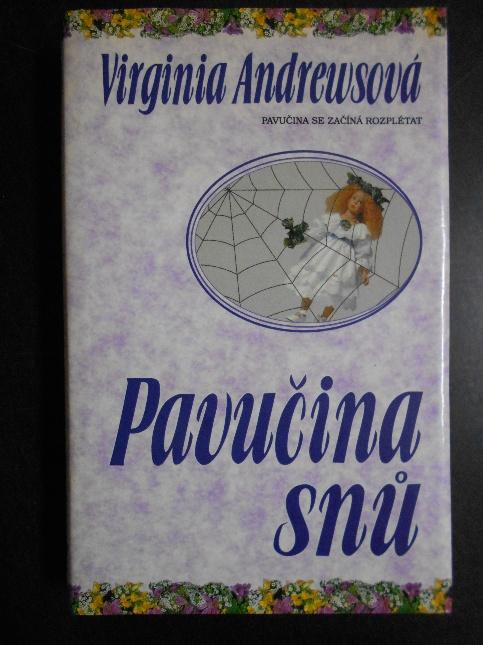 Virginia Andrewsová
PAVUČINA SE ZAČÍNÁ ROZPLÉTAT
Pavučina
snů